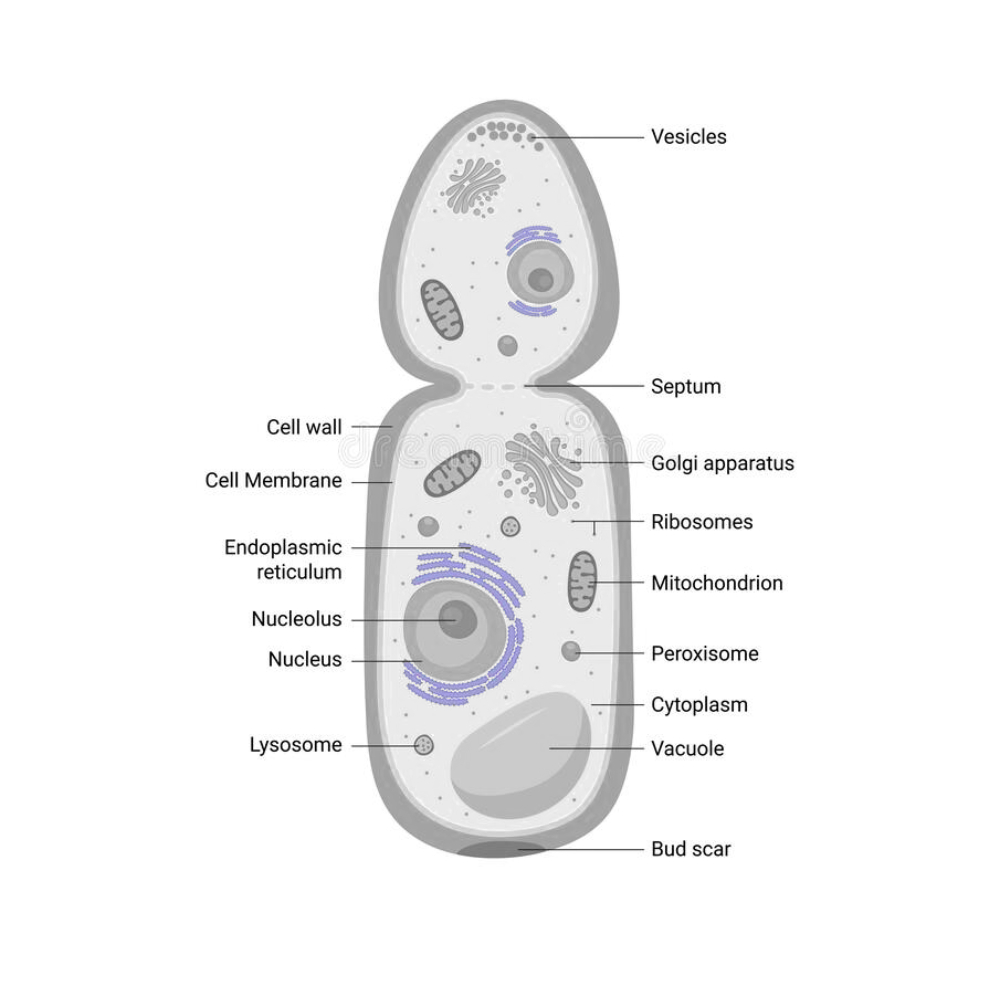 Vesicles
Septum
Cell wall
Golgi apparatus
Cell Membrane
Ribosomes
Endoplasmic
reticulum
Mitochondrion
Nucleolus
Nucleus
Peroxisome
Cytoplasm
Lysosome
Vacuole
Bud scar
dreamstime